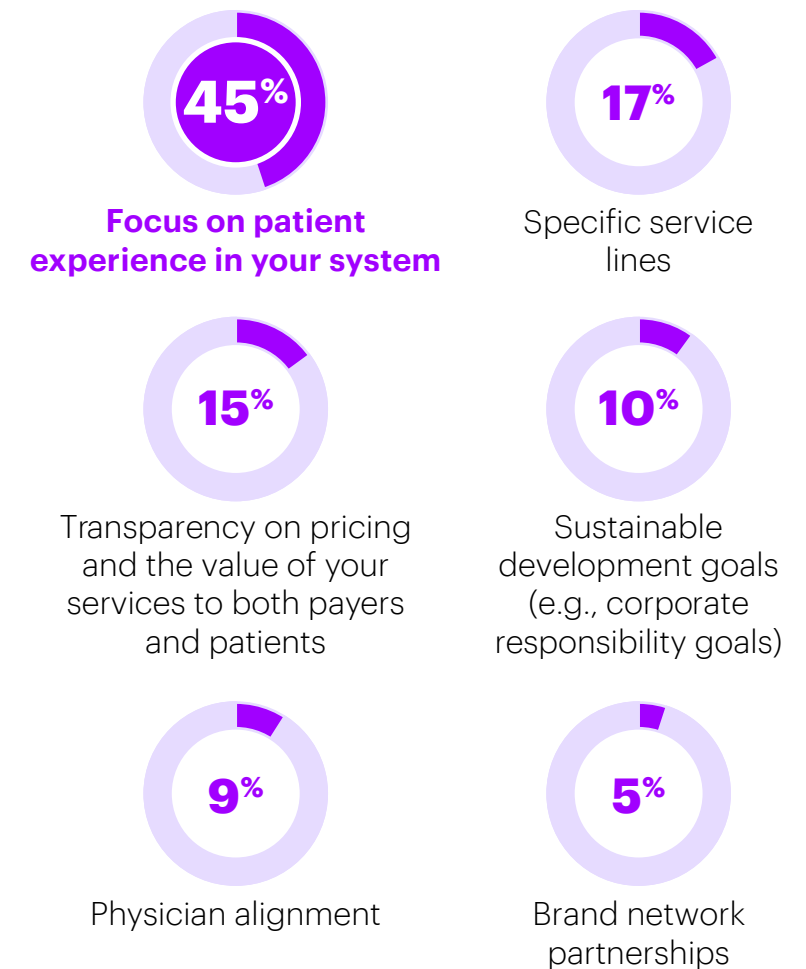 45%
Focus on patient
experience in your system
17%
Specific service
lines
15%
Transparency on pricing
and the value of your
services to both payers
and patients
10%
Sustainable
development goals
(e.g., corporate
responsibility goals)
9%
Physician alignment
5%
Brand network
partnerships